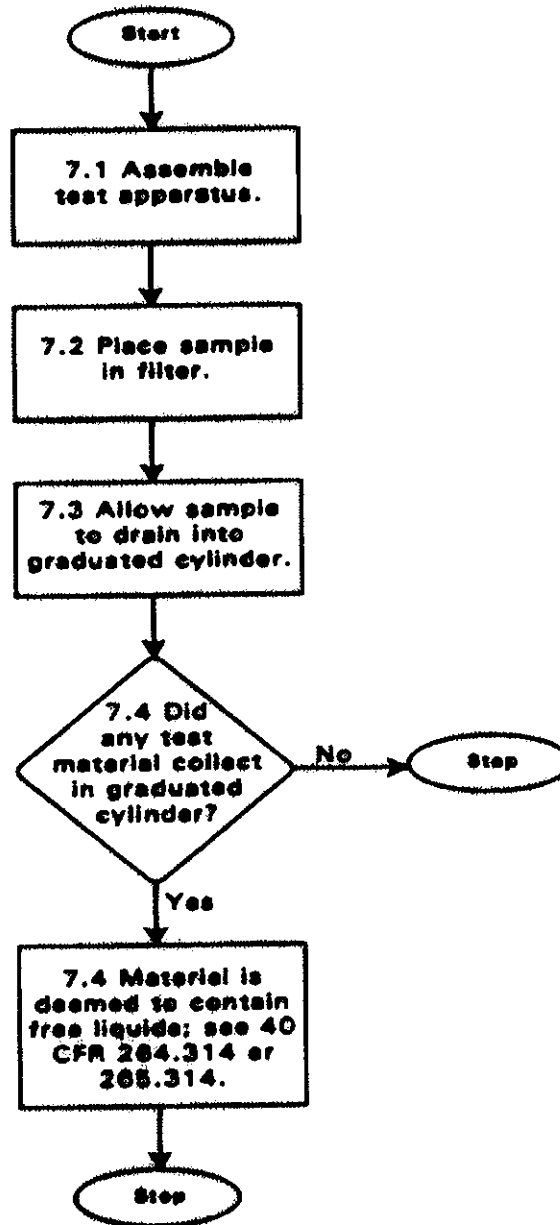 Start
7.1 Assemble
test apparatus.
7.2 Place sample
in filter.
7.3 Allow sample
to drain into
graduated cylinder.
7.4 Did
any test
material collect
in graduated
cylinder?
No
Stop
Yes
7.4 Material is
deemed to contain
free liquids; see 40
CFR 264.314 or
265.314.
Stop